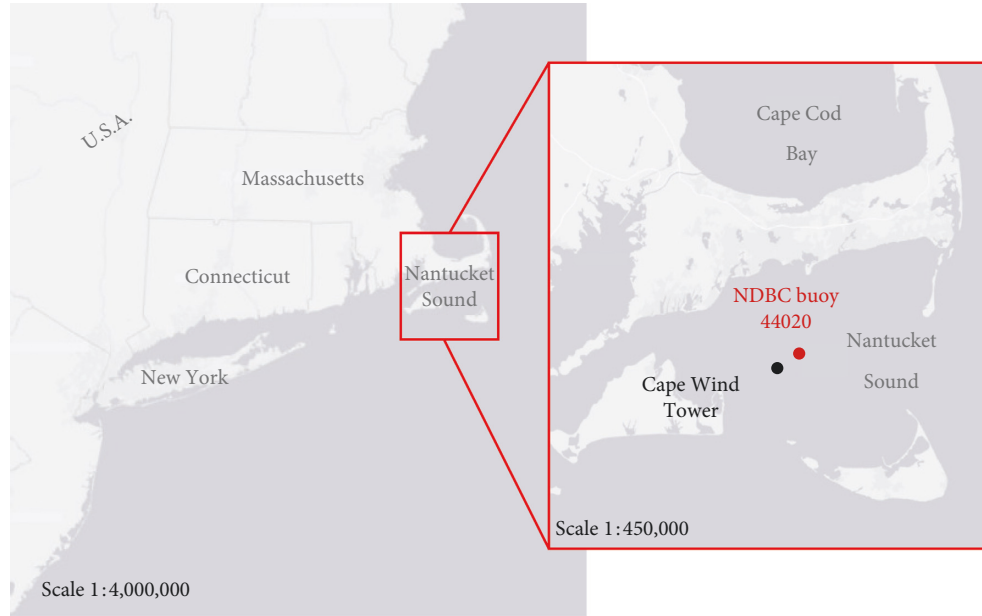 U.S.A.
Massachusetts
Connecticut
Nantucket
Sound
New York
Scale 1:4,000,000
Cape Cod
Bay
NDBC buoy
44020
Nantucket
Sound
Cape Wind
Tower
Scale 1:450,000